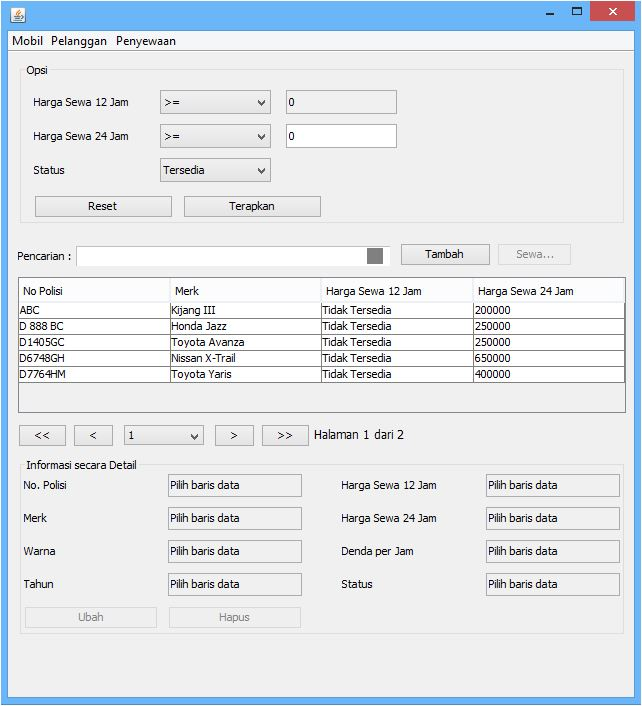 Mobil Pelanggan Penyewaan
Opsi
Harga Sewa 12 Jam >= 0
Harga Sewa 24 Jam >= 0
Status Tersedia
Reset Terapkan
Pencarian : Tambah Sewa...
No Polisi Merk Harga Sewa 12 Jam Harga Sewa 24 Jam
ABC Kijang III Tidak Tersedia 200000
D 888 BC Honda Jazz Tidak Tersedia 250000
D1405GC Toyota Avanza Tidak Tersedia 250000
D6748GH Nissan X-Trail Tidak Tersedia 650000
D7764HM Toyota Yaris Tidak Tersedia 400000
<< < 1 > >> Halaman 1 dari 2
Informasi secara Detail
No. Polisi Pilih baris data Harga Sewa 12 Jam Pilih baris data
Merk Pilih baris data Harga Sewa 24 Jam Pilih baris data
Warna Pilih baris data Denda per Jam Pilih baris data
Tahun Pilih baris data Status Pilih baris data
Ubah Hapus